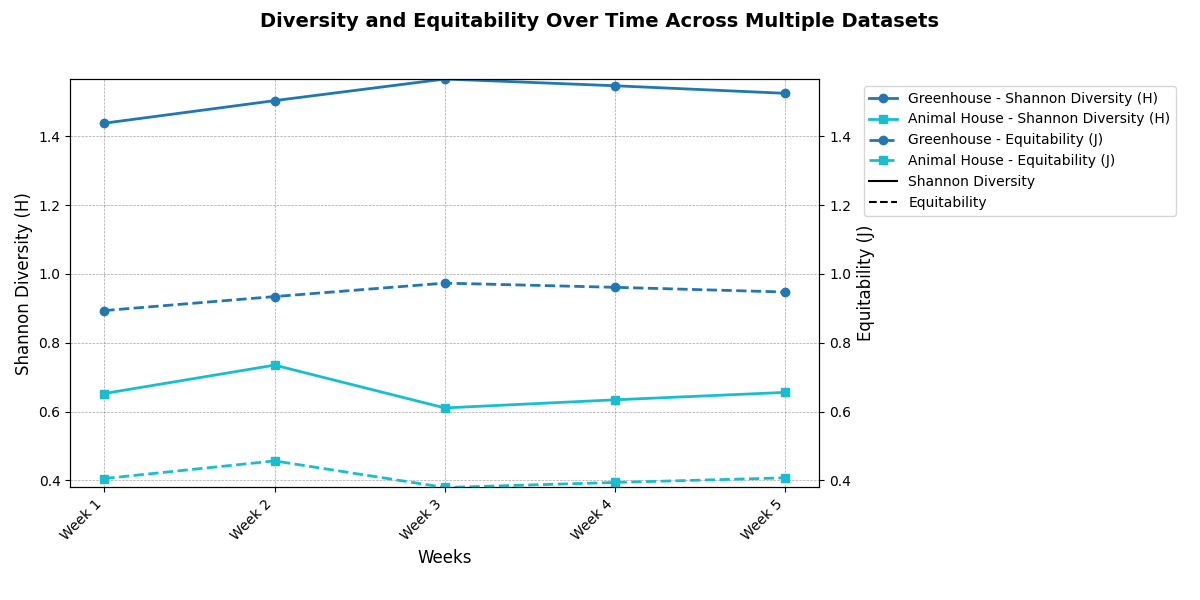 Diversity and Equitability Over Time Across Multiple Datasets
Greenhouse - Shannon Diversity (H)
Animal House - Shannon Diversity (H)
Greenhouse - Equitability (J)
Animal House - Equitability (J)
Shannon Diversity
Equitability
Shannon Diversity (H)
1.4
1.2
1.0
0.8
0.6
0.4
1.4
1.2
1.0
0.8
0.6
0.4
Equitability (J)
Week 1
Week 2
Week 3
Week 4
Week 5
Weeks